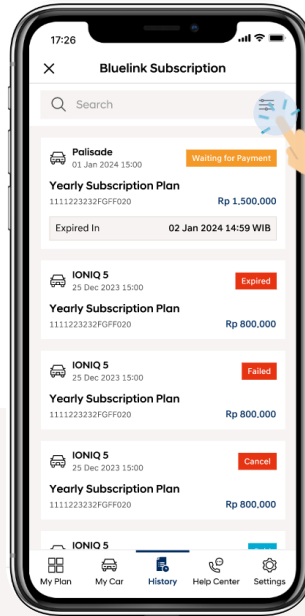 17:26
Bluelink Subscription
Search
Palisade
01 Jan 2024 15:00
Waiting for Payment
Yearly Subscription Plan
1111223232FGFF020
Rp 1,500,000
Expired In
02 Jan 2024 14:59 WIB
IONIQ 5
25 Dec 2023 15:00
Expired
Yearly Subscription Plan
1111223232FGFF020
Rp 800,000
IONIQ 5
25 Dec 2023 15:00
Failed
Yearly Subscription Plan
1111223232FGFF020
Rp 800,000
IONIQ 5
25 Dec 2023 15:00
Cancel
Yearly Subscription Plan
1111223232FGFF020
Rp 800,000
IONIQ 5
My Plan
My Car
History
Help Center
Settings